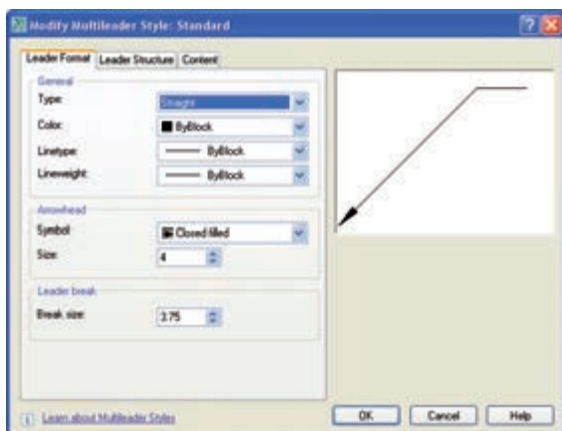 Modify Multileader Style: Standard
Leader Format Leader Structure Content
General
Type: Straight
Color: ByBlock
Linetype: ByBlock
Lineweight: ByBlock
Arrowhead
Symbol: Closed filled
Size: 4
Leader break
Break size: 3.75
Learn about Multileader Styles
OK Cancel Help